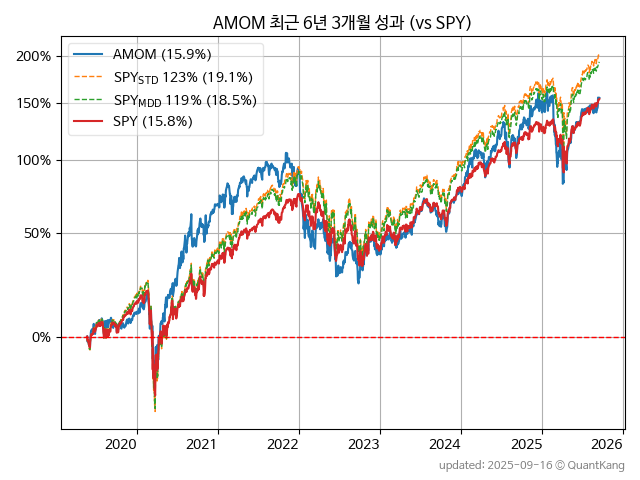 AMOM 최근 6년 3개월 성과 (vs SPY)
AMOM (15.9%)
SPY_STD 123% (19.1%)
SPY_MDD 119% (18.5%)
SPY (15.8%)
200%
150%
100%
50%
0%
2020 2021 2022 2023 2024 2025 2026
updated: 2025-09-16 © QuantKang